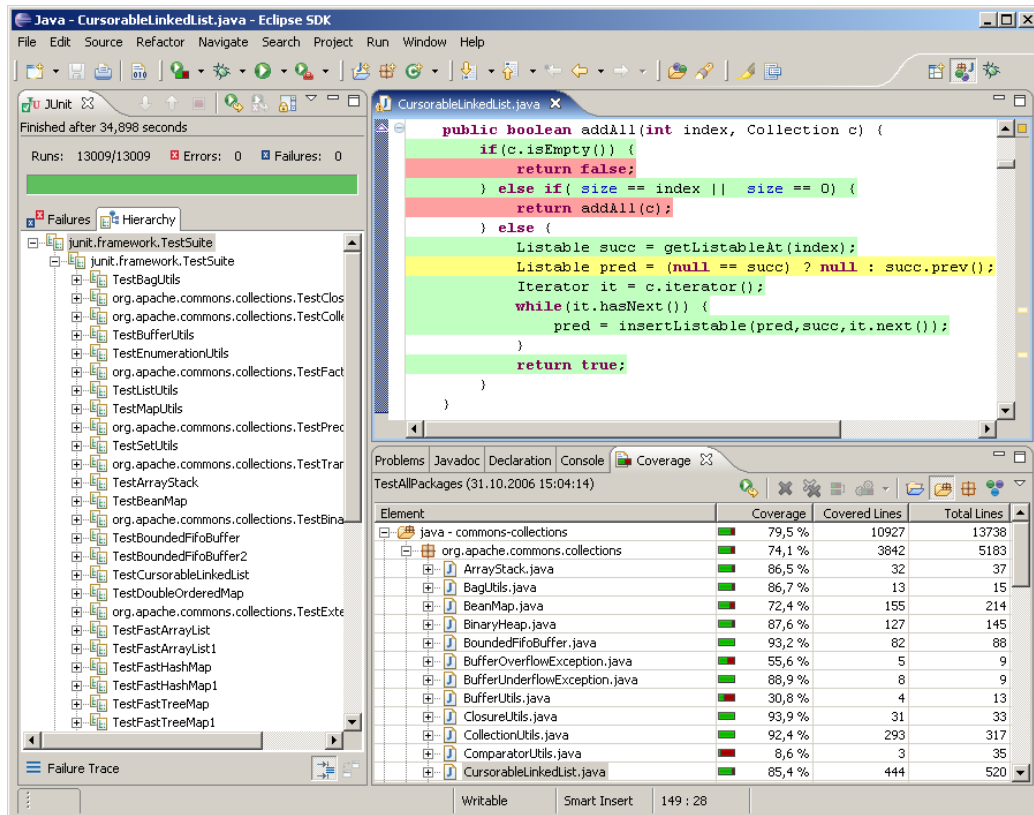 Java - CursorableLinkedList.java - Eclipse SDK
File Edit Source Refactor Navigate Search Project Run Window Help
JUnit
Finished after 34,898 seconds
Runs: 13009/13009 Errors: 0 Failures: 0
Failures Hierarchy
junit.framework.TestSuite
junit.framework.TestSuite
TestBagUtils
org.apache.commons.collections.TestClos
org.apache.commons.collections.TestColle
TestBufferUtils
TestEnumerationUtils
org.apache.commons.collections.TestFact
TestListUtils
TestMapUtils
org.apache.commons.collections.TestPrec
TestSetUtils
org.apache.commons.collections.TestTrar
TestArrayStack
TestBeanMap
org.apache.commons.collections.TestBina
TestBoundedFifoBuffer
TestBoundedFifoBuffer2
TestCursorableLinkedList
TestDoubleOrderedMap
org.apache.commons.collections.TestExte
TestFastArrayList
TestFastArrayList1
TestFastHashMap
TestFastHashMap1
TestFastTreeMap
TestFastTreeMap1
Failure Trace
CursorableLinkedList.java
public boolean addAll(int index, Collection c) {
if(c.isEmpty()) {
return false;
} else if( size == index || size == 0) {
return addAll(c);
} else {
Listable succ = getListableAt(index);
Listable pred = (null == succ) ? null : succ.prev();
Iterator it = c.iterator();
while(it.hasNext()) {
pred = insertListable(pred,succ,it.next());
}
return true;
}
}
Problems Javadoc Declaration Console Coverage
TestAllPackages (31.10.2006 15:04:14)
Element Coverage Covered Lines Total Lines
java - commons-collections 79,5 % 10927 13738
org.apache.commons.collections 74,1 % 3842 5183
ArrayStack.java 86,5 % 32 37
BagUtils.java 86,7 % 13 15
BeanMap.java 72,4 % 155 214
BinaryHeap.java 87,6 % 127 145
BoundedFifoBuffer.java 93,2 % 82 88
BufferOverflowException.java 55,6 % 5 9
BufferUnderflowException.java 88,9 % 8 9
BufferUtils.java 30,8 % 4 13
ClosureUtils.java 93,9 % 31 33
CollectionUtils.java 92,4 % 293 317
ComparatorUtils.java 8,6 % 3 35
CursorableLinkedList.java 85,4 % 444 520
Writable Smart Insert 149 : 28